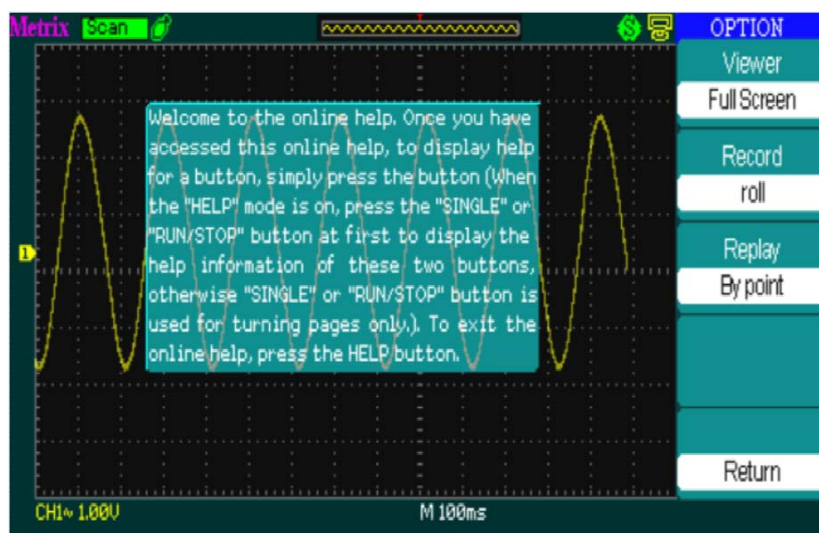 Metrix Scan
OPTION
Viewer
Full Screen
Record
roll
Replay
By point
Return
Welcome to the online help. Once you have
accessed this online help, to display help
for a button, simply press the button (When
the "HELP" mode is on, press the "SINGLE" or
"RUN/STOP" button at first to display the
help information of these two buttons,
otherwise "SINGLE" or "RUN/STOP" button is
used for turning pages only.). To exit the
online help, press the HELP button.
1
CH1~ 1.00V
M 100ms